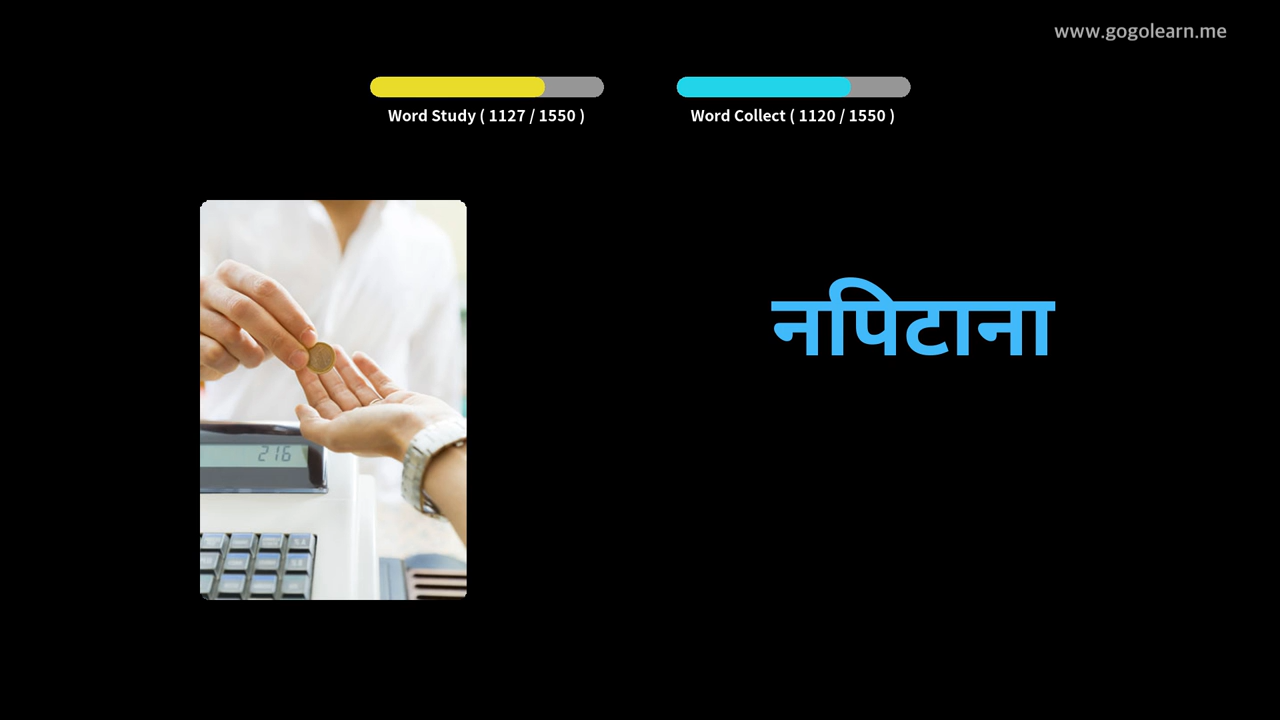 www.gogolearn.me
Word Study ( 1127 / 1550 )
Word Collect ( 1120 / 1550 )
नपिटाना
216